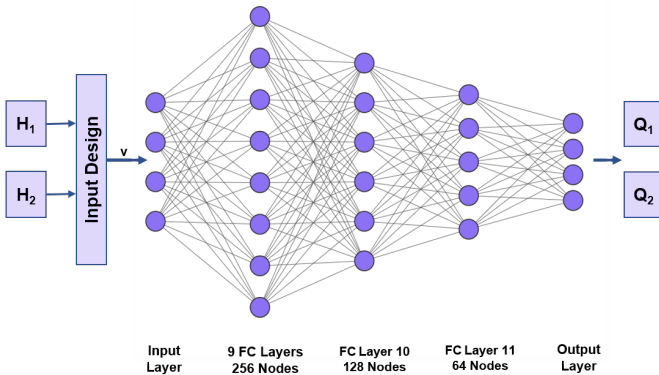 H1
H2
Input Design
v
Q1
Q2
Input
Layer
9 FC Layers
256 Nodes
FC Layer 10
128 Nodes
FC Layer 11
64 Nodes
Output
Layer